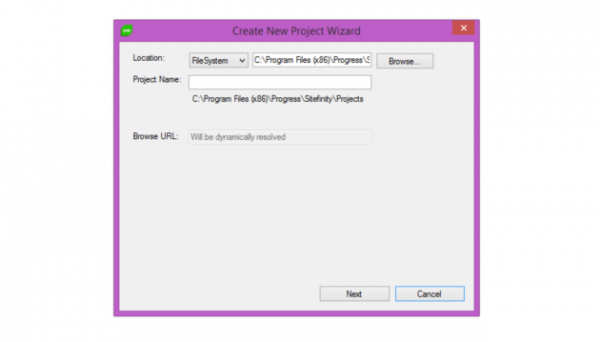 Create New Project Wizard
Location: FileSystem C:\Program Files (x86)\Progress\S Browse...
Project Name:
C:\Program Files (x86)\Progress\Sitefinity\Projects
Browse URL: Will be dynamically resolved
Next Cancel